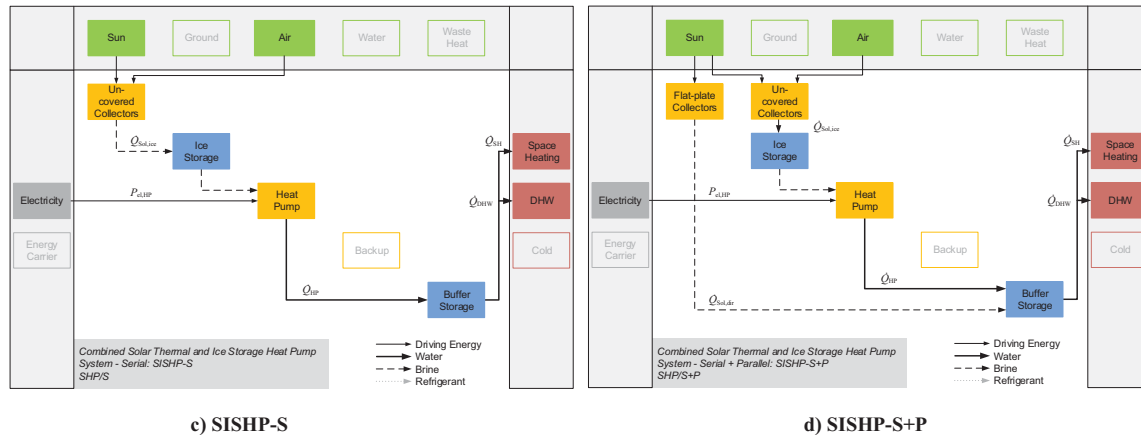 Sun
Ground
Air
Water
Waste
Heat
Un-
covered
Collectors
Q̇Sol,ice
Ice
Storage
Q̇SH
Space
Heating
Electricity
Pel,HP
Heat
Pump
Q̇DHW
DHW
Energy
Carrier
Backup
Cold
Q̇HP
Buffer
Storage
Combined Solar Thermal and Ice Storage Heat Pump
System - Serial: SISHP-S
SHP/S
Driving Energy
Water
Brine
Refrigerant
c) SISHP-S
Sun
Ground
Air
Water
Waste
Heat
Flat-plate
Collectors
Un-
covered
Collectors
Q̇Sol,ice
Ice
Storage
Q̇SH
Space
Heating
Electricity
Pel,HP
Heat
Pump
Q̇DHW
DHW
Energy
Carrier
Backup
Cold
Q̇HP
Q̇Sol,dir
Buffer
Storage
Combined Solar Thermal and Ice Storage Heat Pump
System - Serial + Parallel: SISHP-S+P
SHP/S+P
Driving Energy
Water
Brine
Refrigerant
d) SISHP-S+P